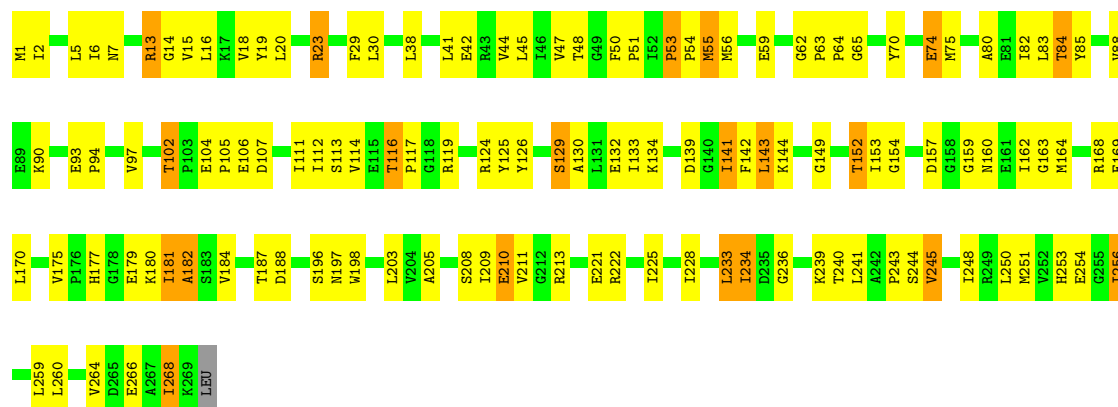 M1 I2 L5 I6 N7 R13 G14 V15 L16 K17 V18 Y19 L20 R23 F29 L30 L38 L41 E42 R43 V44 L45 I46 V47 T48 G49 F50 P51 I52 P53 P54 M55 M56 E59 G62 P63 P64 G65 Y70 E74 M75 A80 E81 I82 L83 T84 Y85 V88
E89 K90 E93 P94 V97 T102 P103 E104 P105 E106 D107 I111 I112 S113 V114 E115 T116 P117 G118 R119 R124 Y125 Y126 S129 A130 L131 E132 I133 K134 D139 G140 I141 F142 L143 K144 G149 T152 I153 G154 D157 G158 G159 N160 E161 I162 G163 M164 R168
L170 V175 P176 H177 G178 E179 K180 I181 A182 S183 V184 T187 D188 S196 N197 W198 L203 V204 A205 S208 I209 E210 V211 G212 R213 E221 R222 I225 I228 L233 I234 D235 G236 K239 T240 L241 A242 P243 S244 V245 I248 R249 L250 M251 V252 H253 E254 G255 I256
L259 L260 V264 D265 E266 A267 I268 K269 LEU